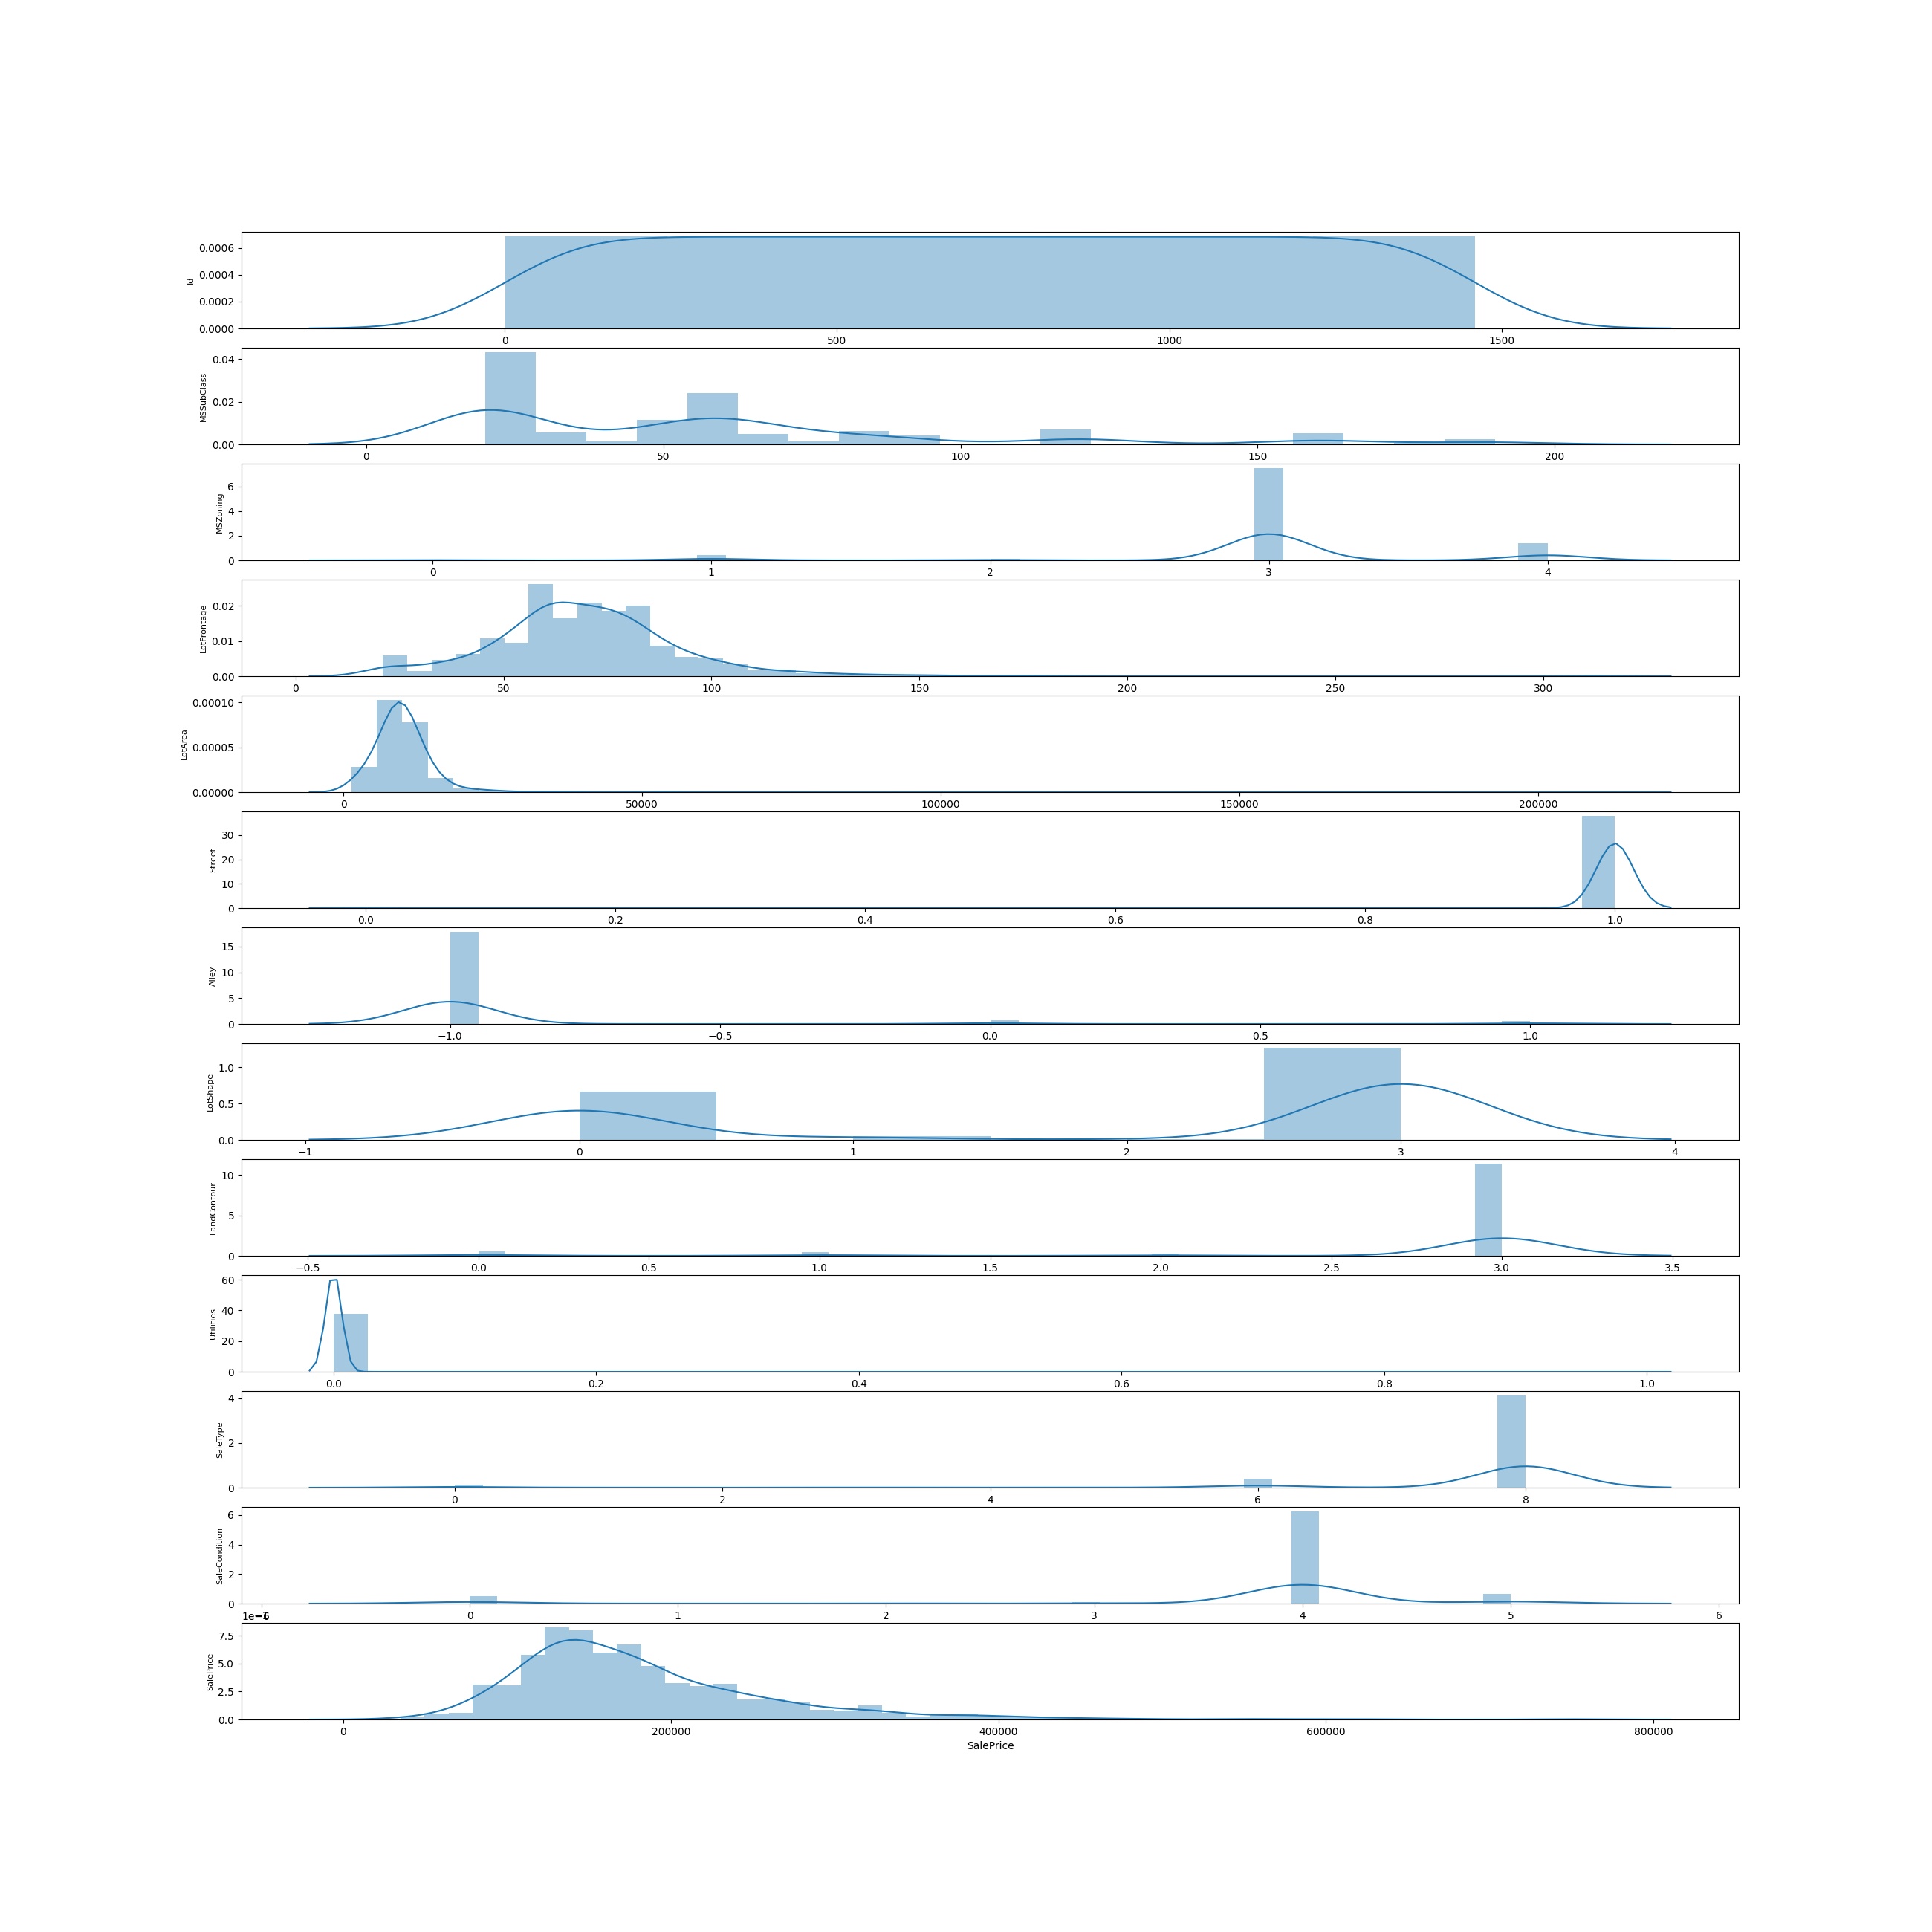 0.0006
0.0004
0.0002
0.0000
Id
0 500 1000 1500
0.04
0.02
0.00
MSSubClass
0 50 100 150 200
6
4
2
0
MSZoning
0 1 2 3 4
0.02
0.01
0.00
LotFrontage
0 50 100 150 200 250 300
0.00010
0.00005
0.00000
LotArea
0 50000 100000 150000 200000
30
20
10
0
Street
0.0 0.2 0.4 0.6 0.8 1.0
15
10
5
0
Alley
−1.0 −0.5 0.0 0.5 1.0
1.0
0.5
0.0
LotShape
−1 0 1 2 3 4
10
5
0
LandContour
−0.5 0.0 0.5 1.0 1.5 2.0 2.5 3.0 3.5
60
40
20
0
Utilities
0.0 0.2 0.4 0.6 0.8 1.0
4
2
0
SaleType
0 2 4 6 8
6
4
2
0
SaleCondition
−1 0 1 2 3 4 5 6
1e−6
7.5
5.0
2.5
0.0
SalePrice
0 200000 400000 600000 800000
SalePrice